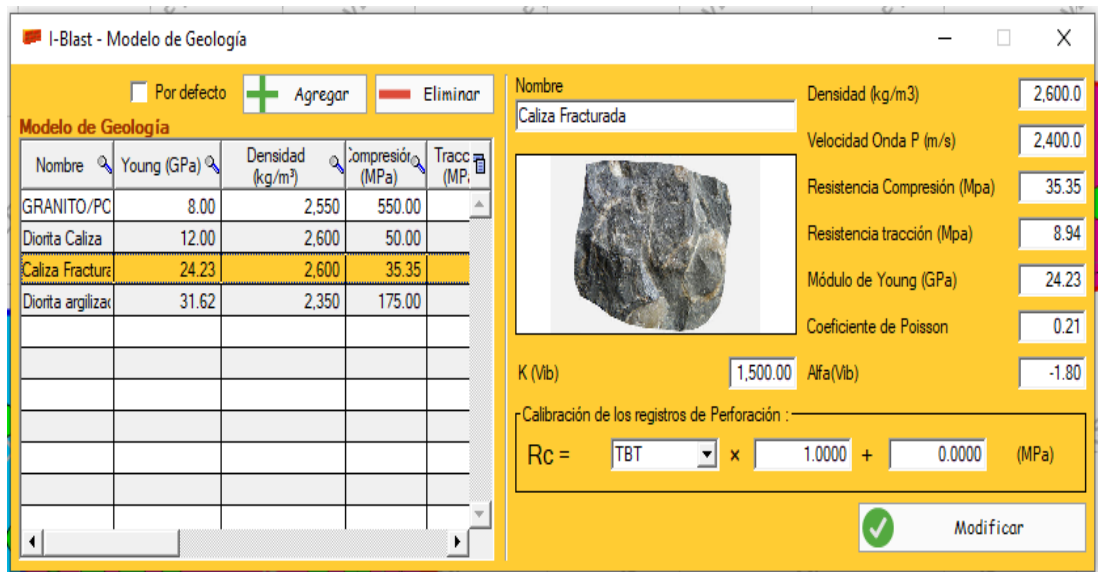 I-Blast - Modelo de Geología
Por defecto
Agregar
Eliminar
Modelo de Geología
Nombre Young (GPa) Densidad (kg/m³) Compresión (MPa) Tracc (MP
GRANITO/PC 8.00 2,550 550.00
Diorita Caliza 12.00 2,600 50.00
Caliza Fractura 24.23 2,600 35.35
Diorita argiliza 31.62 2,350 175.00
Nombre
Caliza Fracturada
Densidad (kg/m3) 2,600.0
Velocidad Onda P (m/s) 2,400.0
Resistencia Compresión (Mpa) 35.35
Resistencia tracción (Mpa) 8.94
Módulo de Young (GPa) 24.23
Coeficiente de Poisson 0.21
K (Vib) 1,500.00 Alfa(Vib) -1.80
Calibración de los registros de Perforación :
Rc = TBT × 1.0000 + 0.0000 (MPa)
Modificar